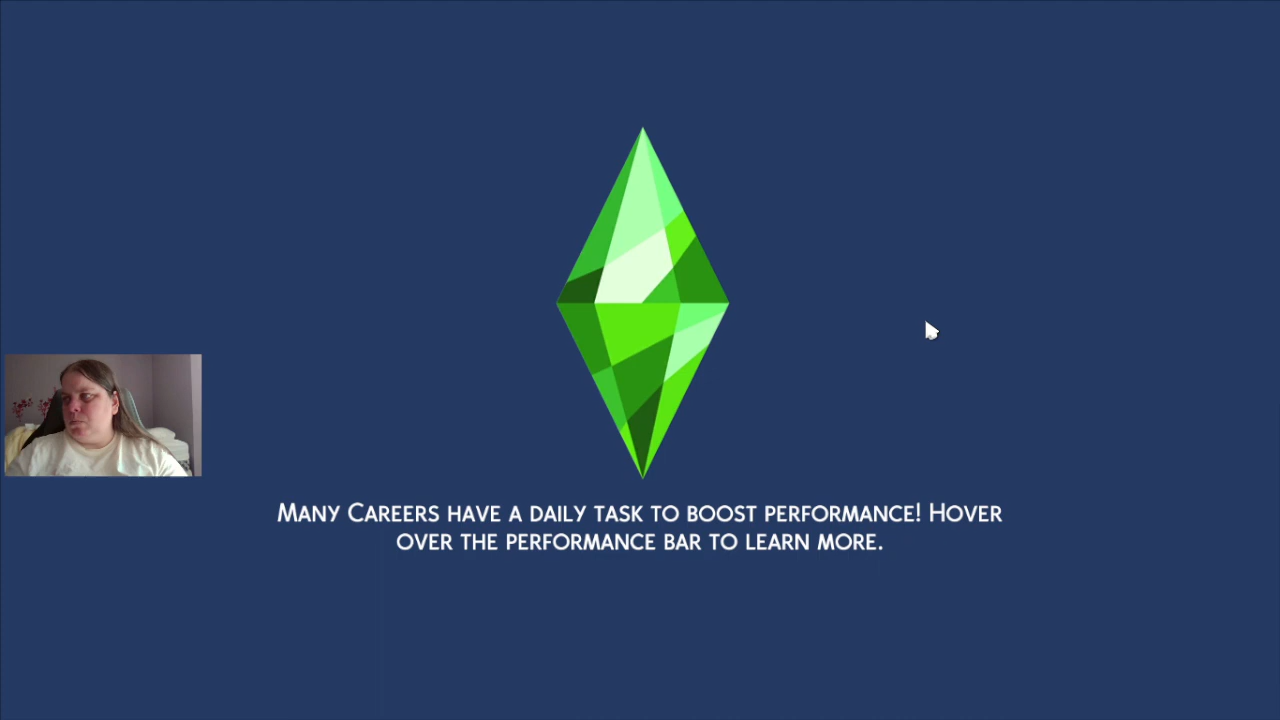 Many Careers have a daily task to boost performance! Hover
over the performance bar to learn more.